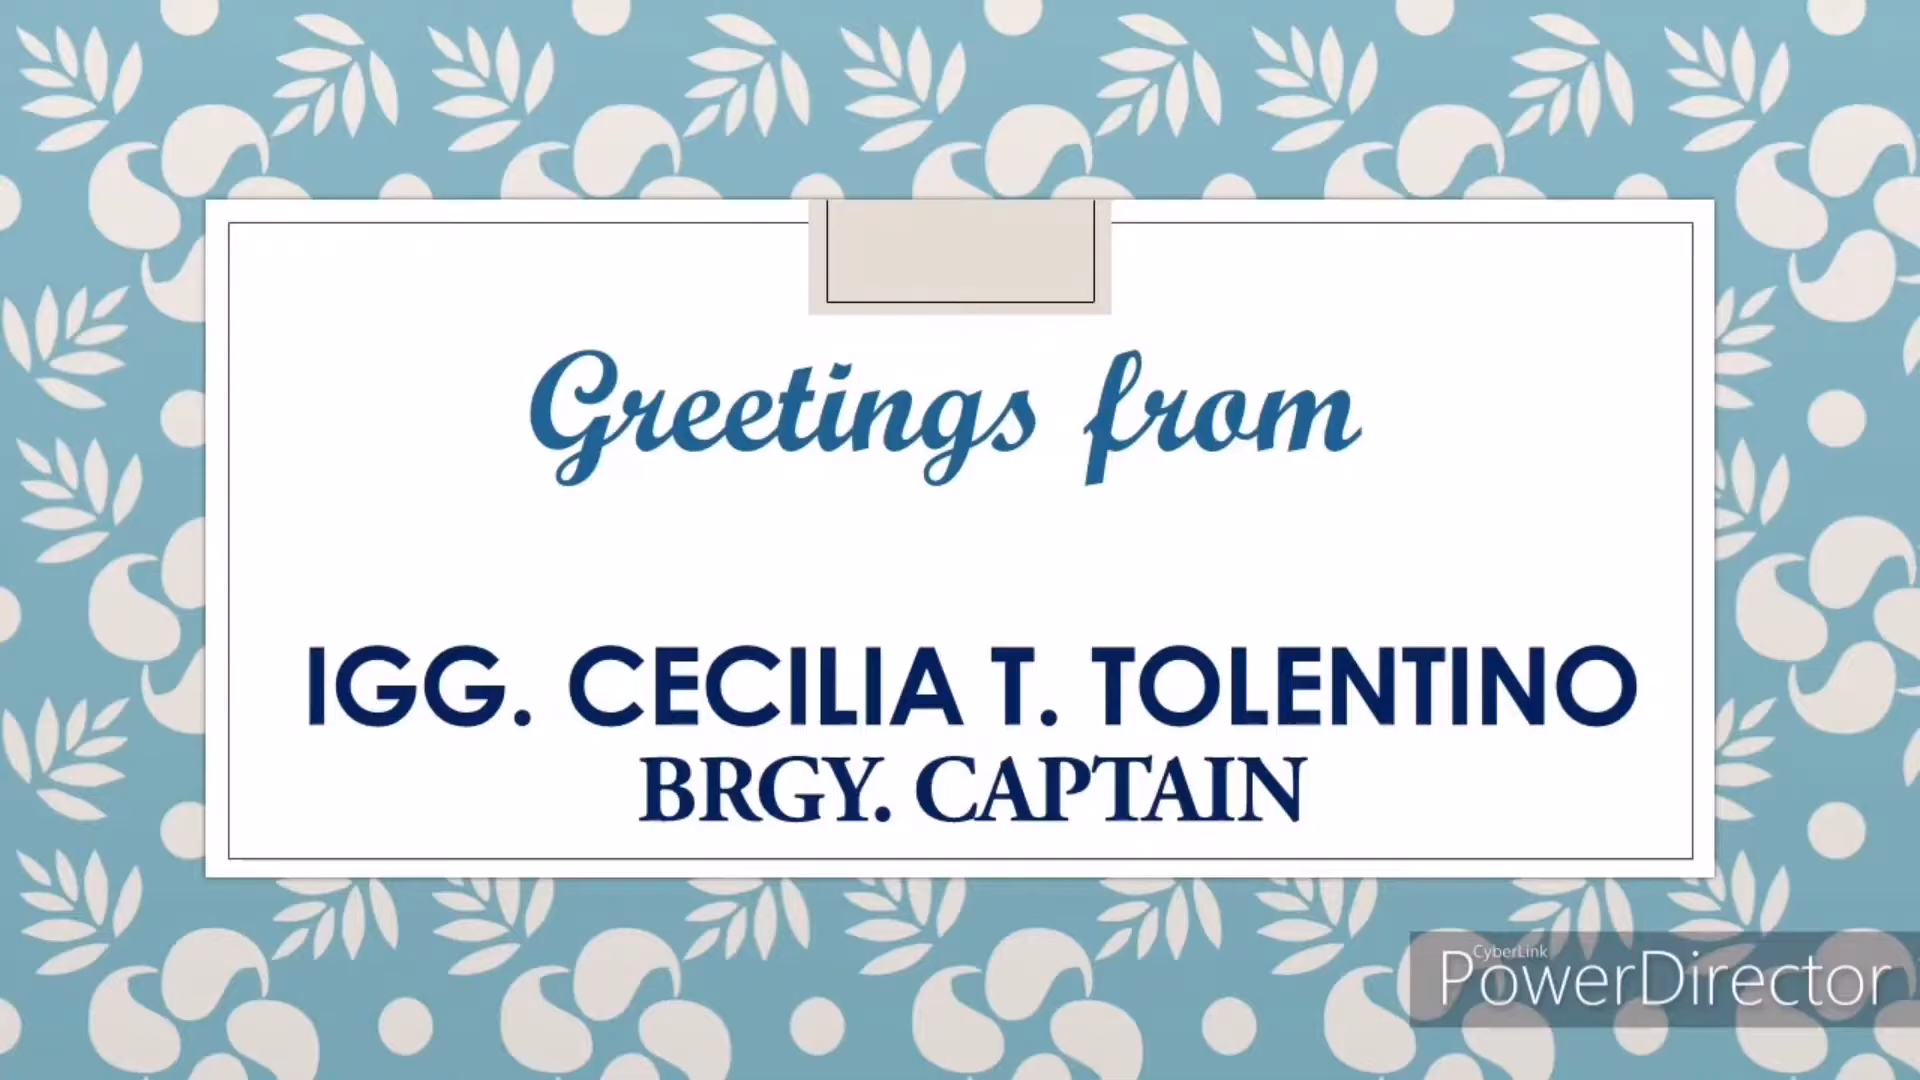 Greetings from
IGG. CECILIA T. TOLENTINO
BRGY. CAPTAIN
CyberLink
PowerDirector